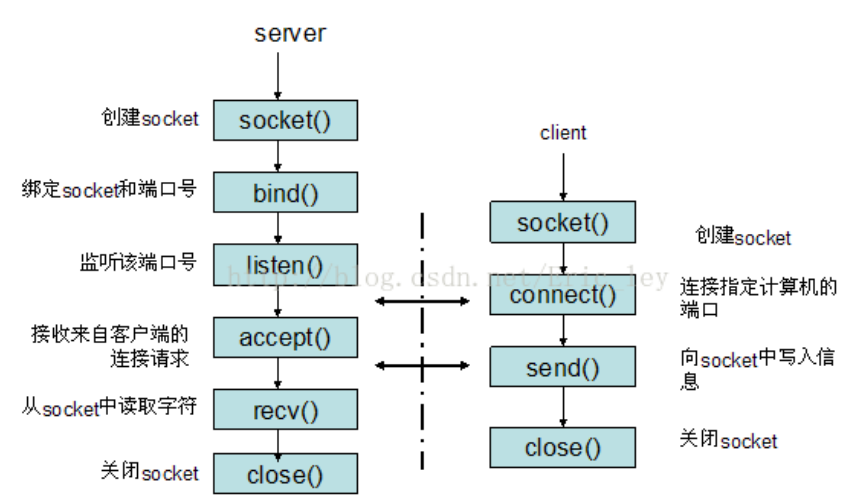 server
创建socket
socket()
绑定socket和端口号
bind()
监听该端口号
listen()
接收来自客户端的
连接请求
accept()
从socket中读取字符
recv()
关闭socket
close()
client
socket()
创建socket
connect()
连接指定计算机的
端口
send()
向socket中写入信
息
close()
关闭socket
http://blog.csdn.net/Eric_ley